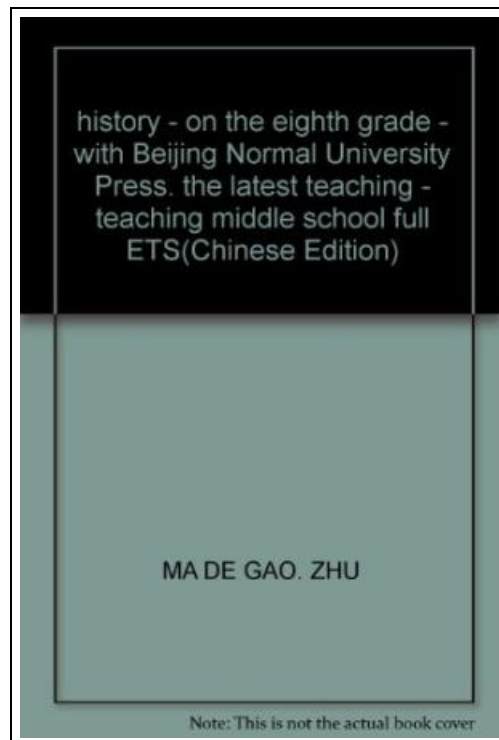 history - on the eighth grade -
with Beijing Normal University
Press. the latest teaching -
teaching middle school full
ETS(Chinese Edition)
MA DE GAO. ZHU
Note: This is not the actual book cover